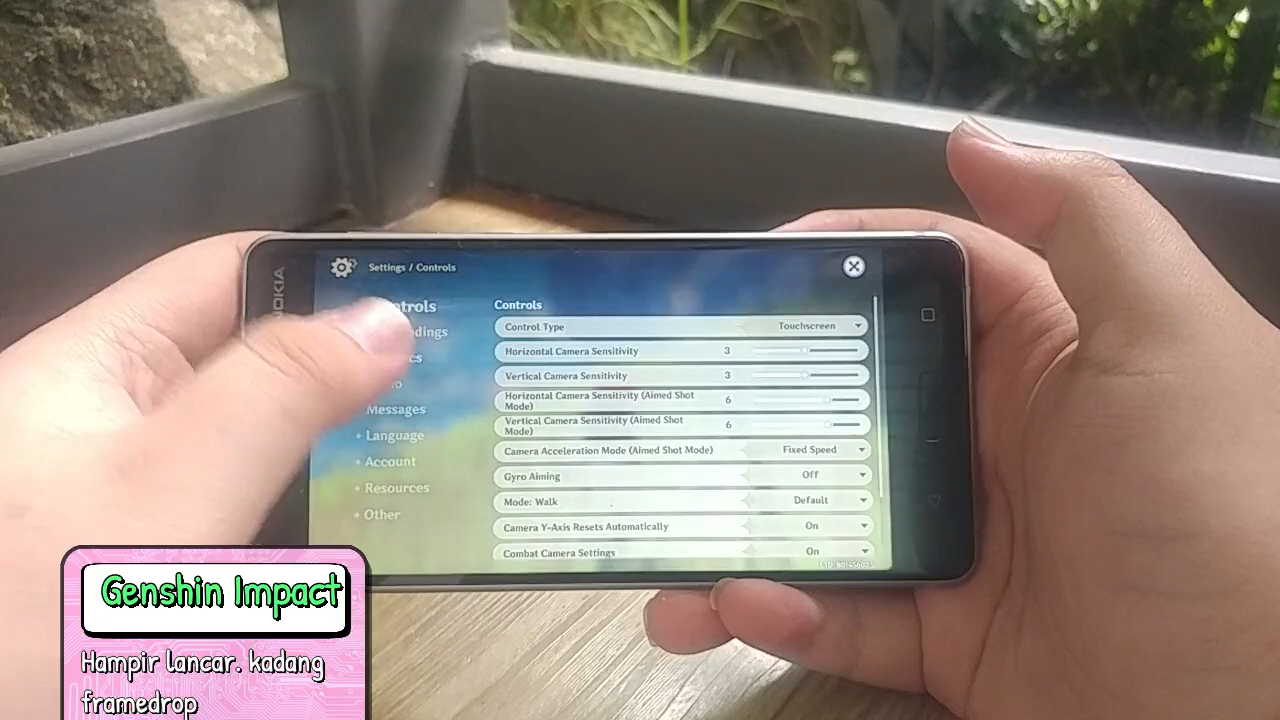 NOKIA
Settings / Controls
Controls
Control Type
Touchscreen
Horizontal Camera Sensitivity
3
Vertical Camera Sensitivity
3
Horizontal Camera Sensitivity (Aimed Shot
Mode)
6
Vertical Camera Sensitivity (Aimed Shot
Mode)
6
Camera Acceleration Mode (Aimed Shot Mode)
Fixed Speed
Gyro Aiming
Off
Mode: Walk
Default
Camera Y-Axis Resets Automatically
On
Combat Camera Settings
On
Messages
Language
Account
Resources
Other
Genshin Impact
Hampir lancar. kadang
framedrop